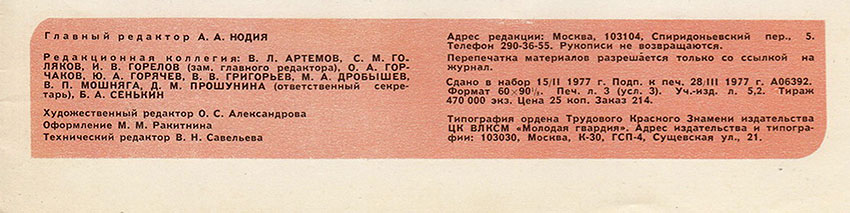 Главный редактор А. А. НОДИЯ
Редакционная коллегия: В. Л. АРТЕМОВ, С. М. ГО-
ЛЯКОВ, И. В. ГОРЕЛОВ (зам. главного редактора), О. А. ГОР-
ЧАКОВ, Ю. А. ГОРЯЧЕВ, В. В. ГРИГОРЬЕВ, М. А. ДРОБЫШЕВ,
В. П. МОШНЯГА, Д. М. ПРОШУНИНА (ответственный секре-
тарь), Б. А. СЕНЬКИН
Художественный редактор О. С. Александрова
Оформление М. М. Ракитнина
Технический редактор В. Н. Савельева
Адрес редакции: Москва, 103104, Спиридоньевский пер., 5.
Телефон 290-36-55. Рукописи не возвращаются.
Перепечатка материалов разрешается только со ссылкой на
журнал.
Сдано в набор 15/II 1977 г. Подп. к печ. 28/III 1977 г. А06392.
Формат 60×90¹/₁. Печ. л. 3 (усл. 3). Уч.-изд. л. 5,2. Тираж
470 000 экз. Цена 25 коп. Заказ 214.
Типография ордена Трудового Красного Знамени издательства
ЦК ВЛКСМ «Молодая гвардия». Адрес издательства и типогра-
фии: 103030, Москва, К-30, ГСП-4, Сущевская ул., 21.